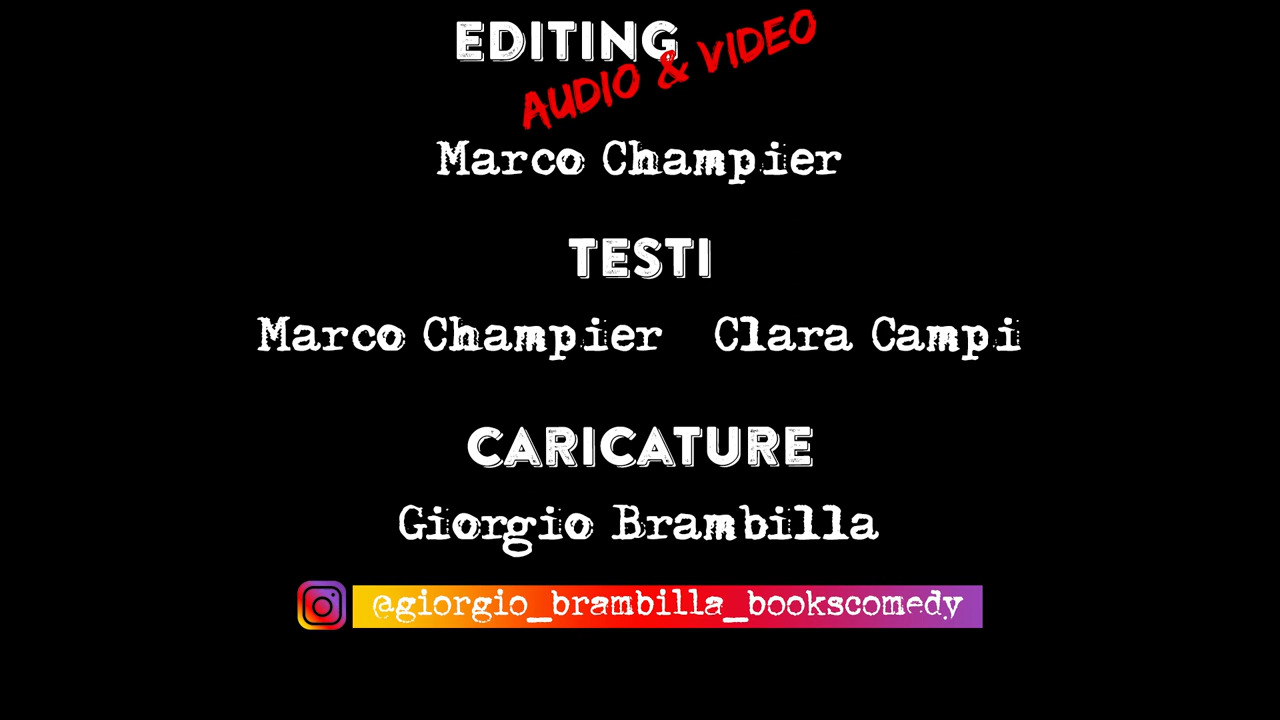 EDITING
AUDIO & VIDEO
Marco Champier
TESTI
Marco Champier Clara Campi
CARICATURE
Giorgio Brambilla
@giorgio_brambilla_bookscomedy